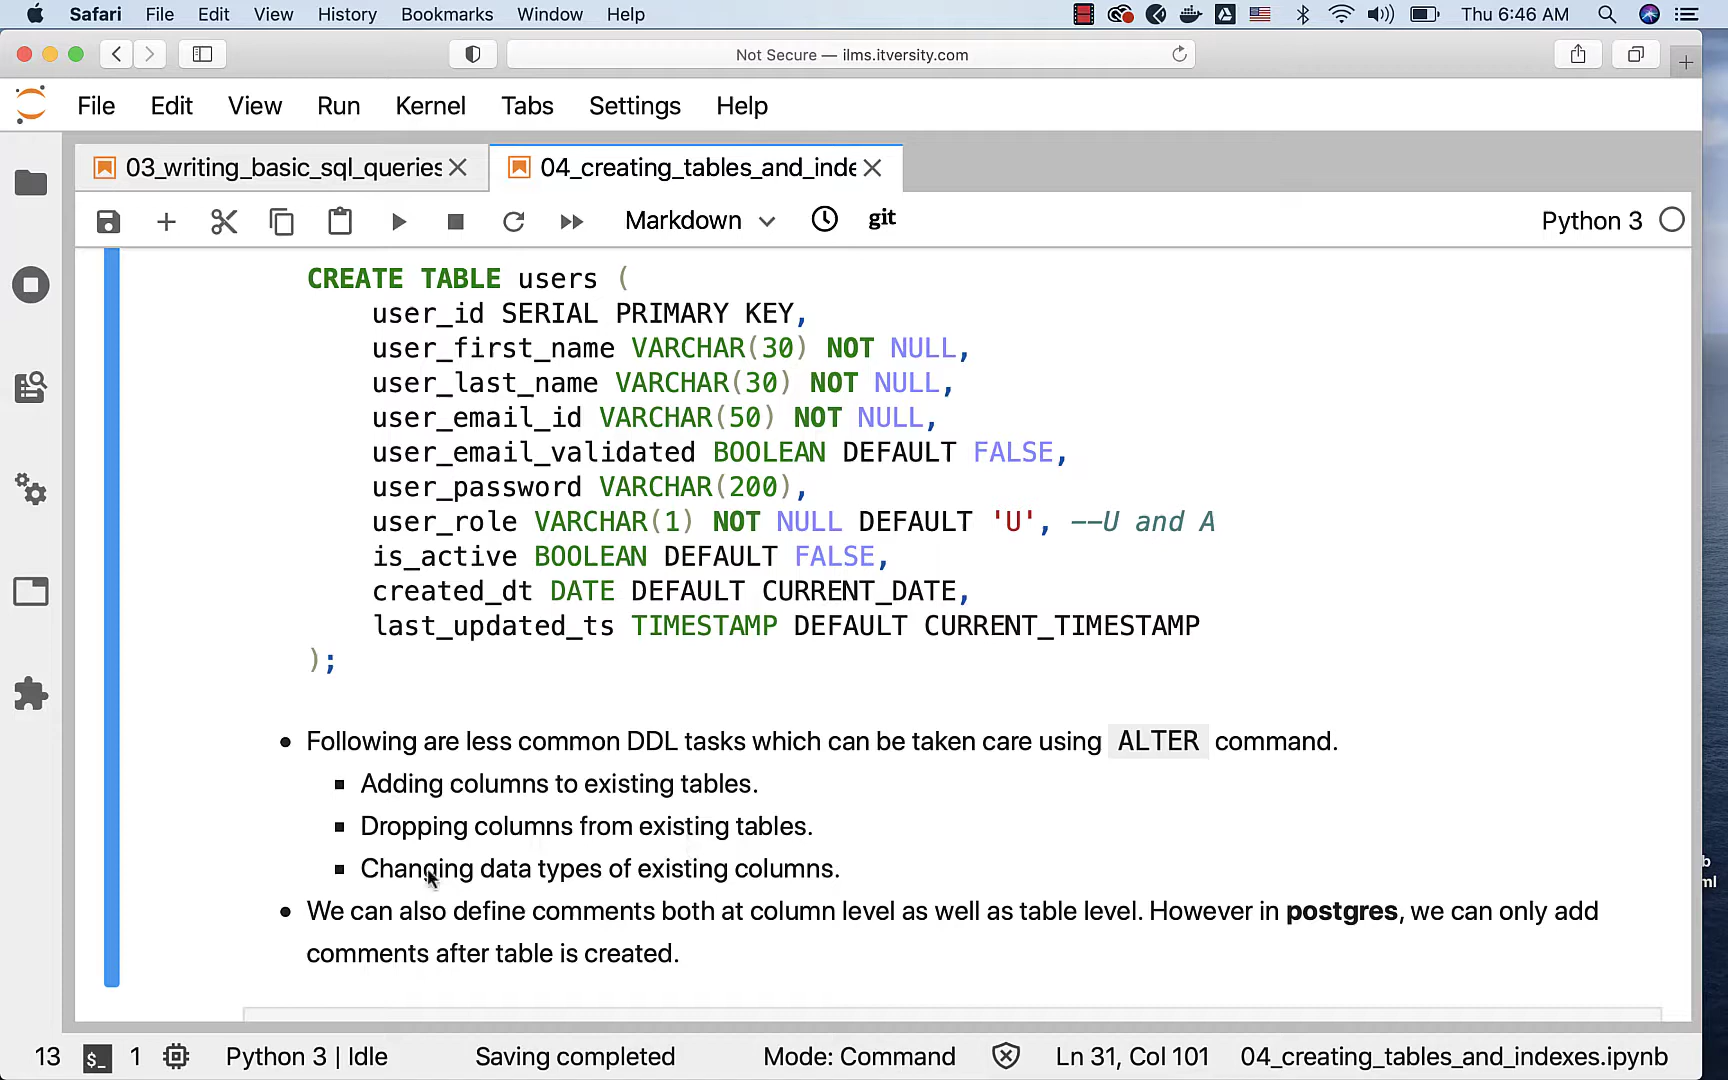 Safari File Edit View History Bookmarks Window Help Thu 6:46 AM
Not Secure — ilms.itversity.com
File Edit View Run Kernel Tabs Settings Help
03_writing_basic_sql_queries 04_creating_tables_and_inde
Markdown git Python 3
CREATE TABLE users (
user_id SERIAL PRIMARY KEY,
user_first_name VARCHAR(30) NOT NULL,
user_last_name VARCHAR(30) NOT NULL,
user_email_id VARCHAR(50) NOT NULL,
user_email_validated BOOLEAN DEFAULT FALSE,
user_password VARCHAR(200),
user_role VARCHAR(1) NOT NULL DEFAULT 'U', --U and A
is_active BOOLEAN DEFAULT FALSE,
created_dt DATE DEFAULT CURRENT_DATE,
last_updated_ts TIMESTAMP DEFAULT CURRENT_TIMESTAMP
);
• Following are less common DDL tasks which can be taken care using ALTER command.
▪ Adding columns to existing tables.
▪ Dropping columns from existing tables.
▪ Changing data types of existing columns.
• We can also define comments both at column level as well as table level. However in postgres, we can only add
comments after table is created.
13 $_ 1 Python 3 | Idle Saving completed Mode: Command Ln 31, Col 101 04_creating_tables_and_indexes.ipynb